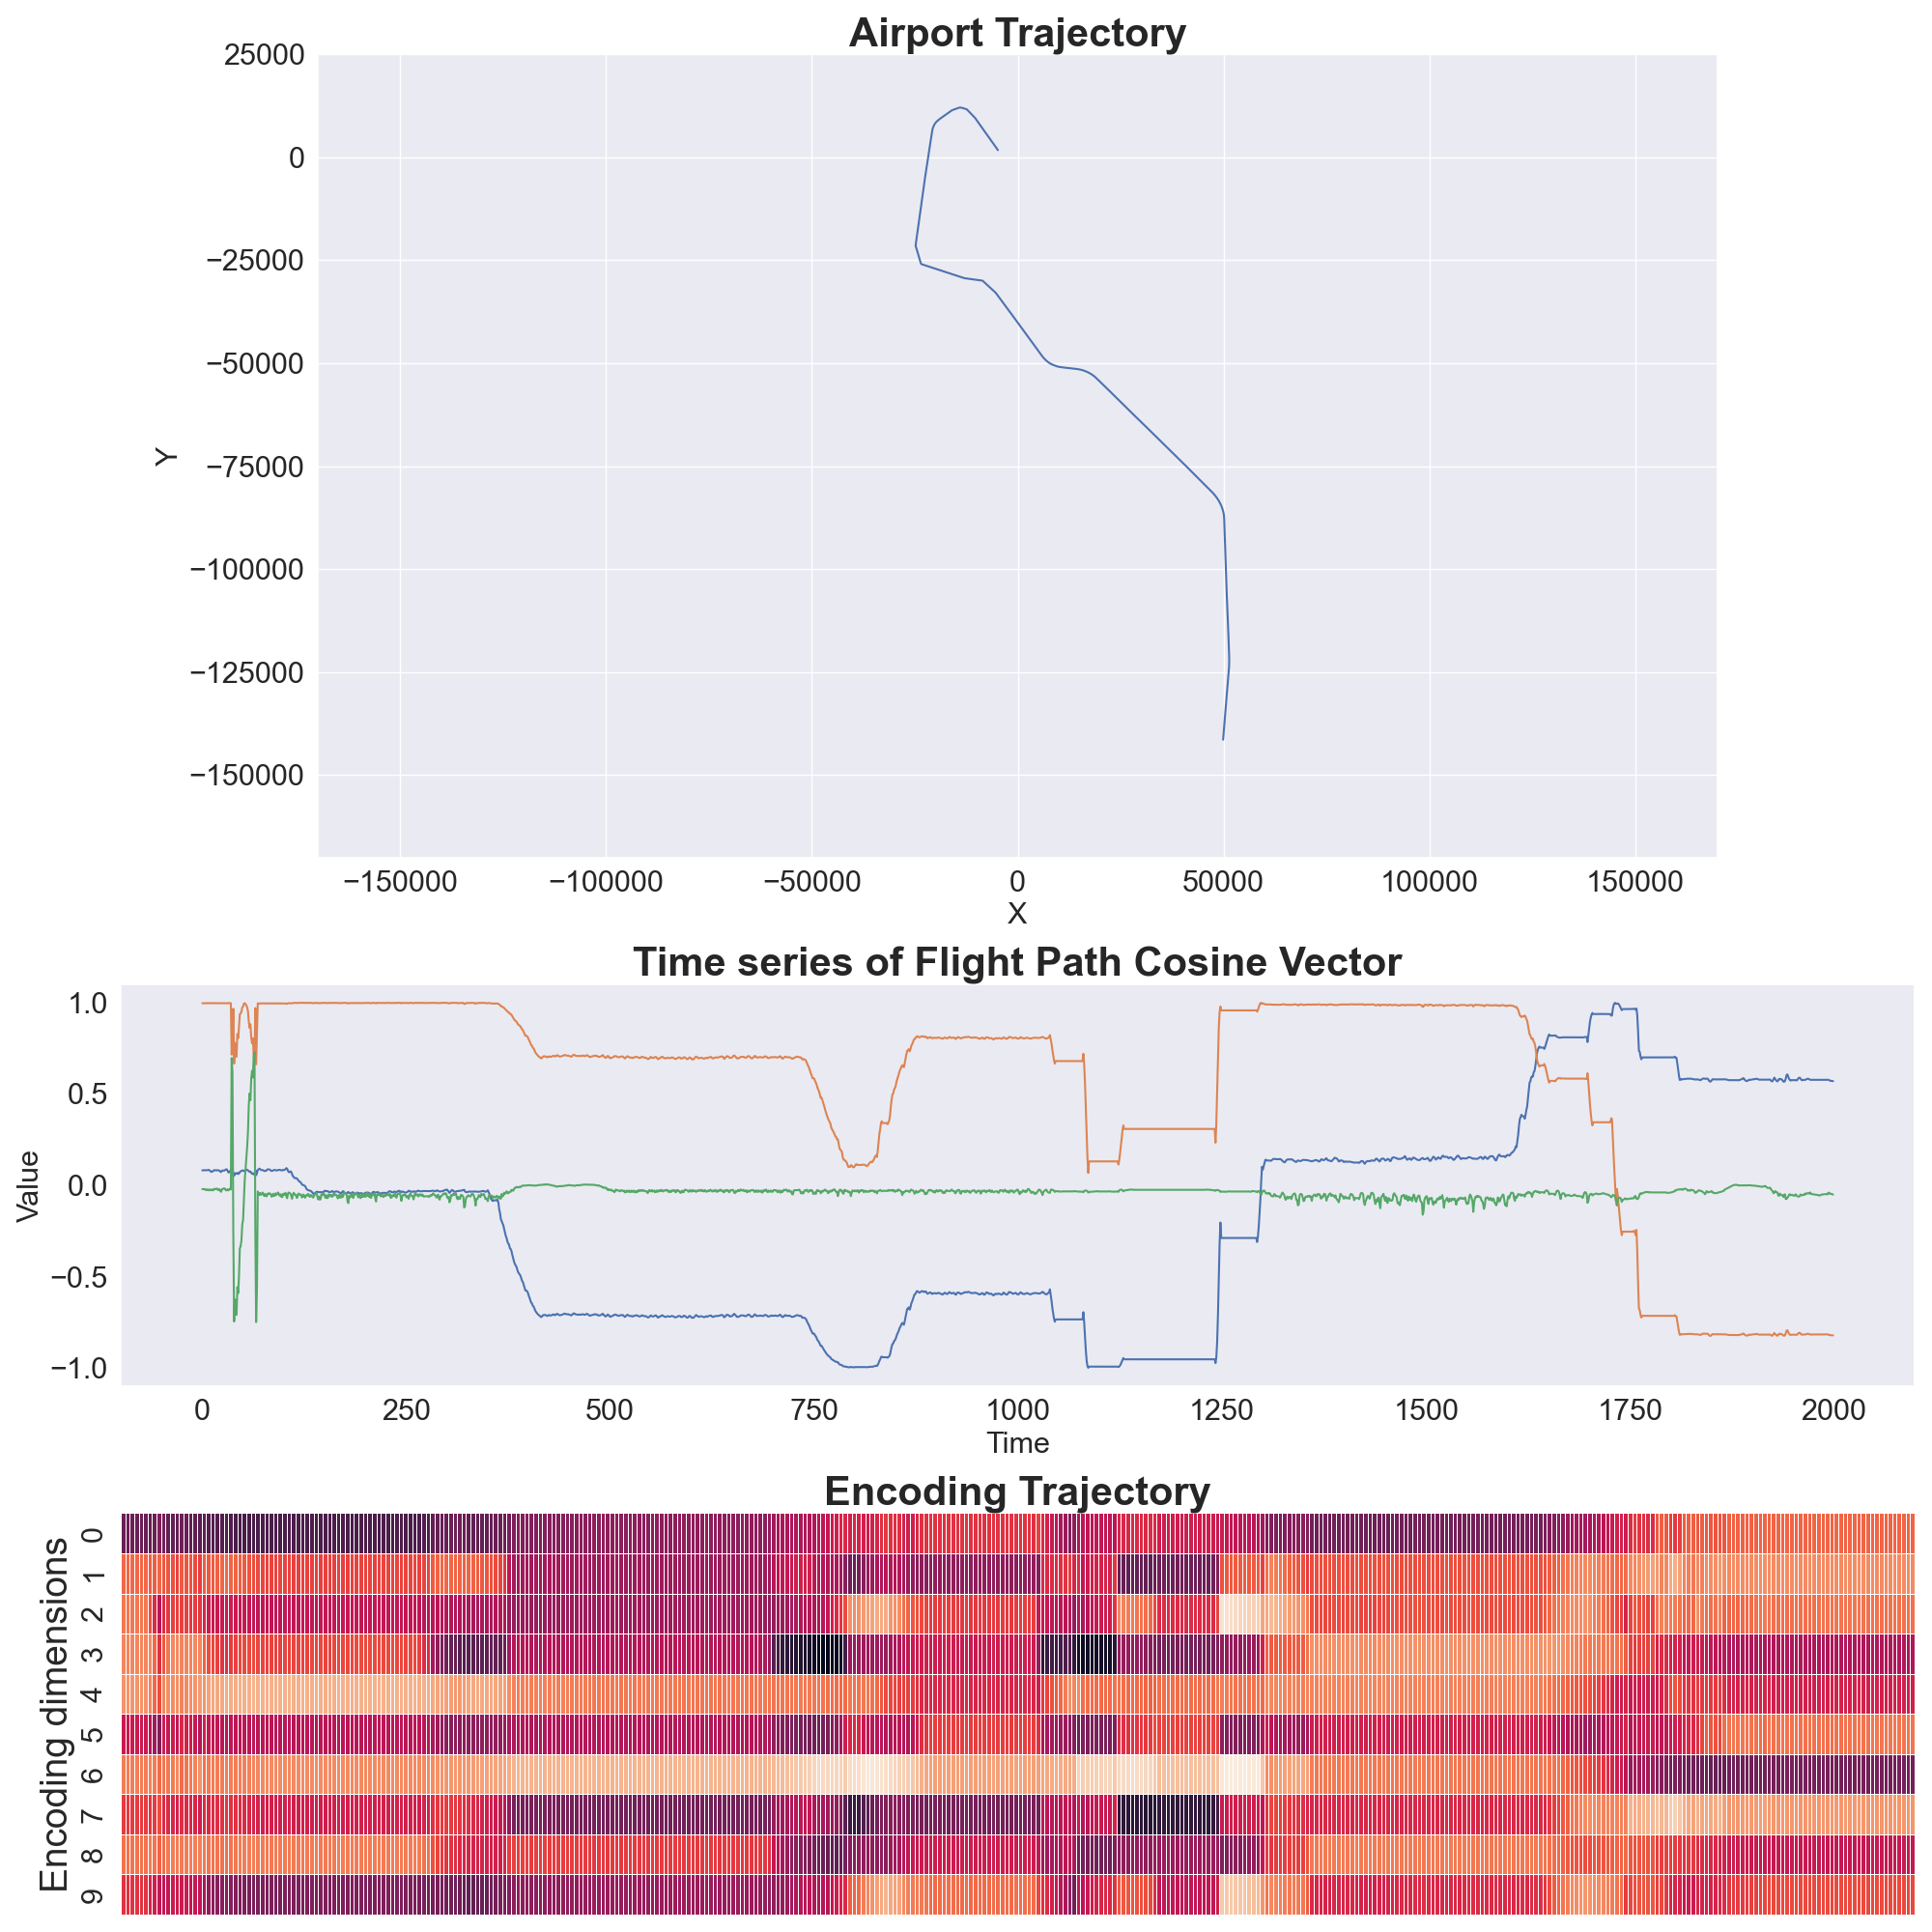 Airport Trajectory
25000
0
−25000
−50000
−75000
−100000
−125000
−150000
Y
−150000 −100000 −50000 0 50000 100000 150000
X
Time series of Flight Path Cosine Vector
1.0
0.5
0.0
−0.5
−1.0
Value
0 250 500 750 1000 1250 1500 1750 2000
Time
Encoding Trajectory
Encoding dimensions
0
1
2
3
4
5
6
7
8
9